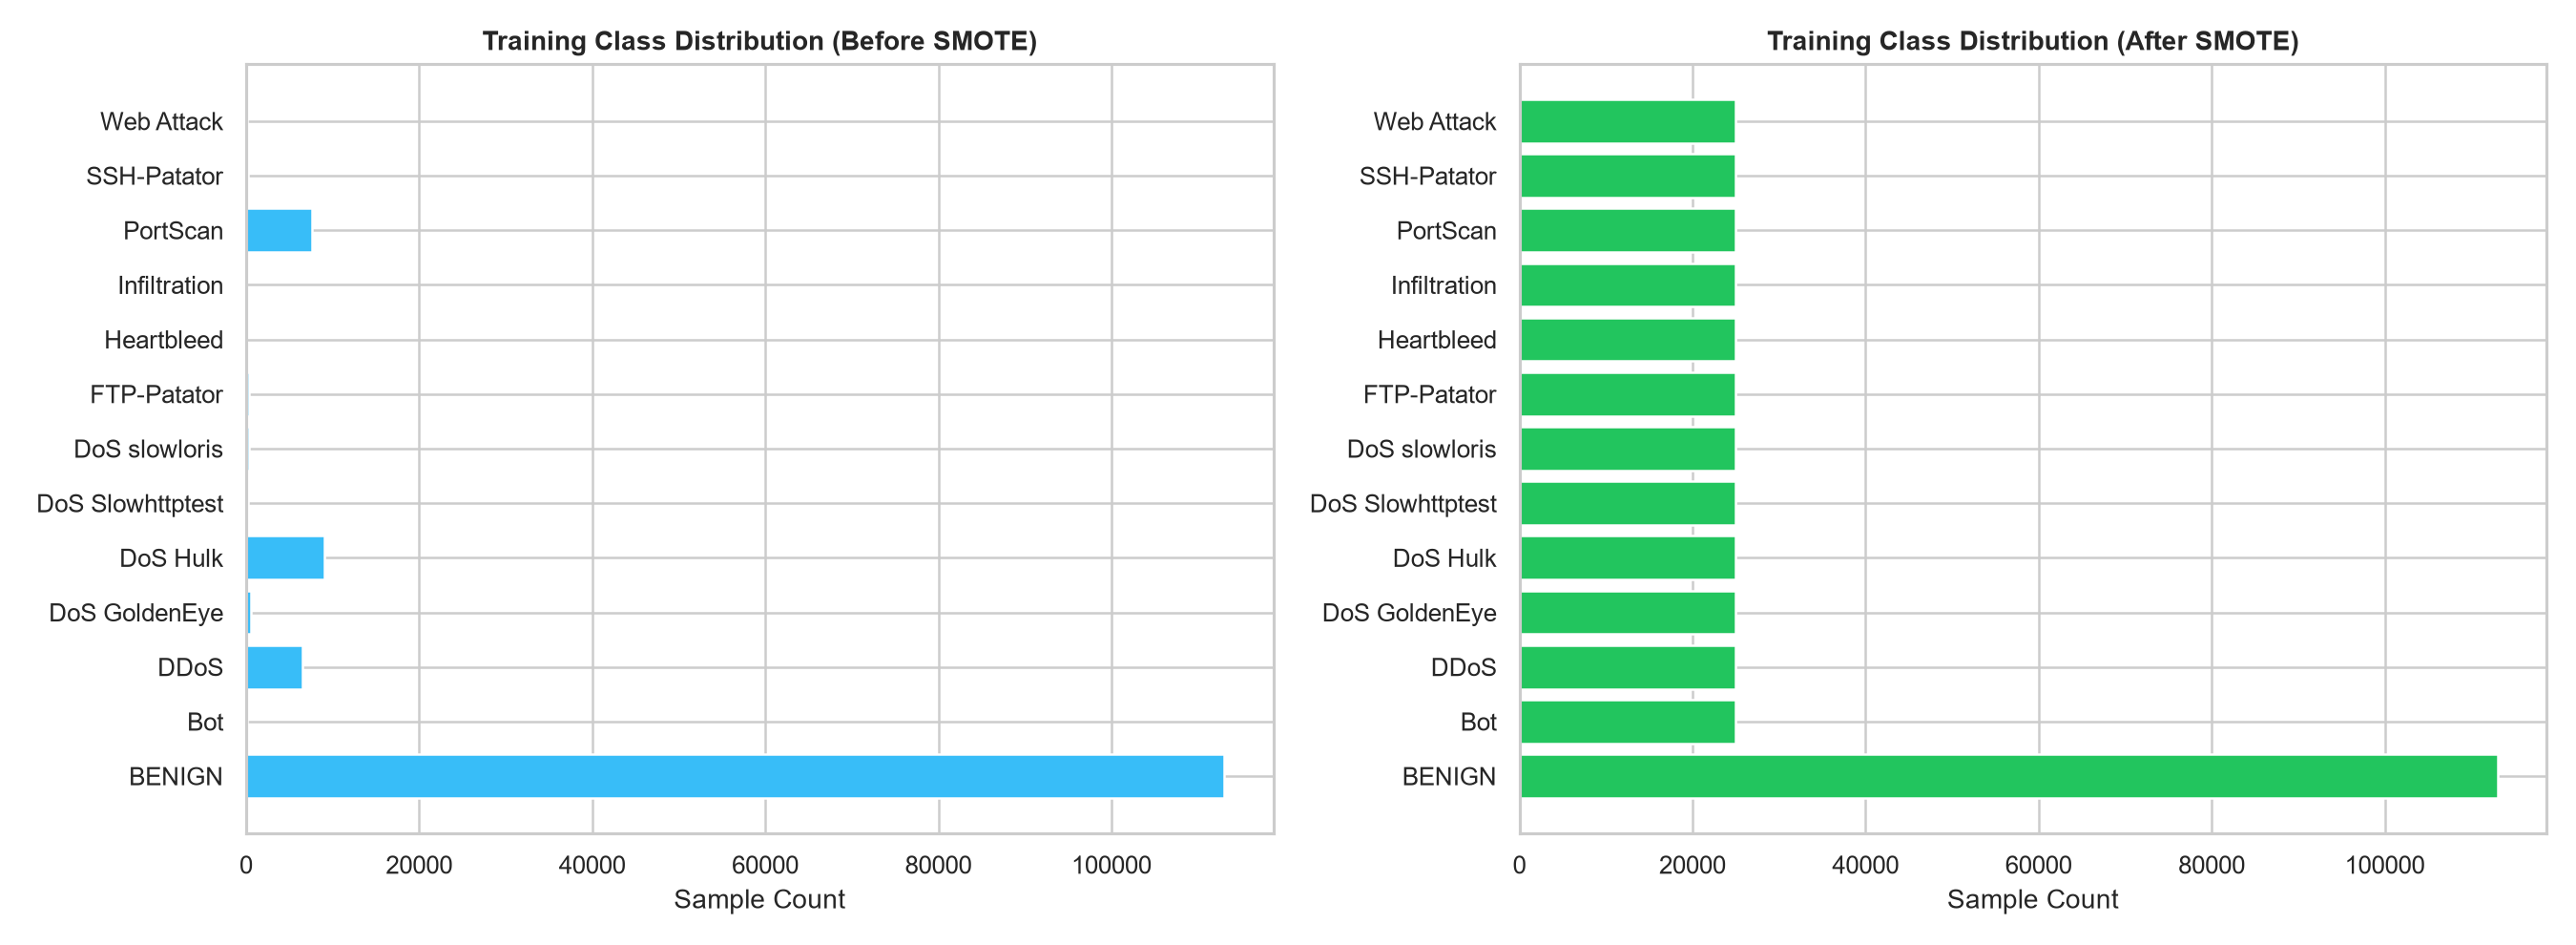 Training Class Distribution (Before SMOTE)
Web Attack
SSH-Patator
PortScan
Infiltration
Heartbleed
FTP-Patator
DoS slowloris
DoS Slowhttptest
DoS Hulk
DoS GoldenEye
DDoS
Bot
BENIGN
0 20000 40000 60000 80000 100000
Sample Count
Training Class Distribution (After SMOTE)
Web Attack
SSH-Patator
PortScan
Infiltration
Heartbleed
FTP-Patator
DoS slowloris
DoS Slowhttptest
DoS Hulk
DoS GoldenEye
DDoS
Bot
BENIGN
0 20000 40000 60000 80000 100000
Sample Count